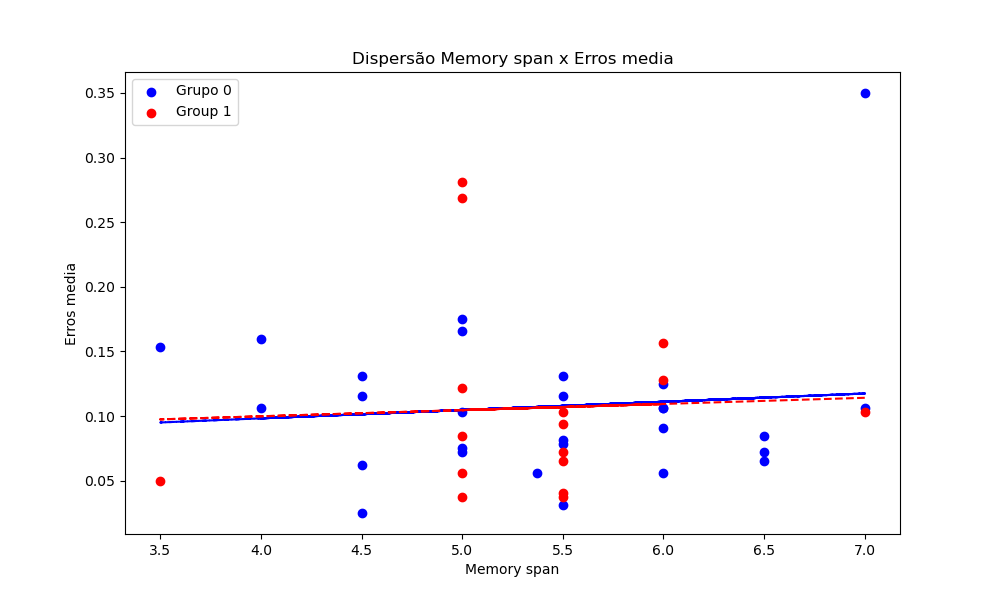 Dispersão Memory span x Erros media
Grupo 0
Group 1
Erros media
0.35
0.30
0.25
0.20
0.15
0.10
0.05
3.5 4.0 4.5 5.0 5.5 6.0 6.5 7.0
Memory span